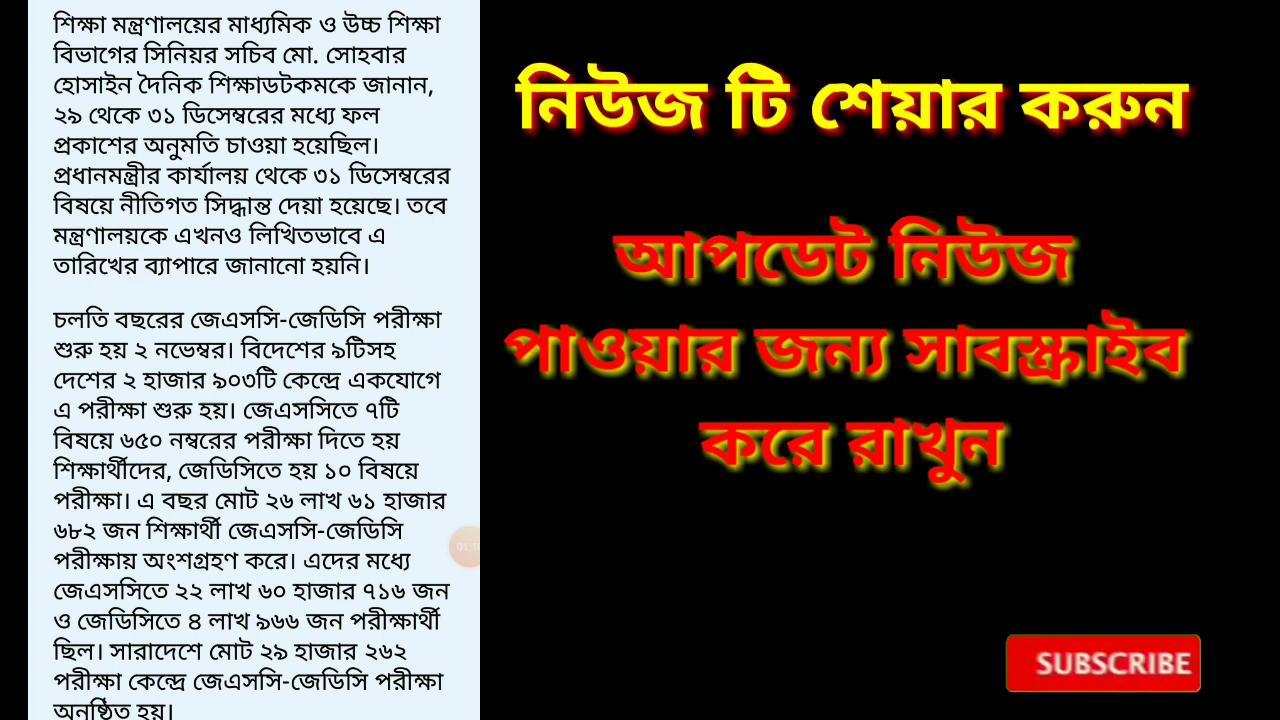 শিক্ষা মন্ত্রণালয়ের মাধ্যমিক ও উচ্চ শিক্ষা
বিভাগের সিনিয়র সচিব মো. সোহবার
হোসাইন দৈনিক শিক্ষাডটকমকে জানান,
২৯ থেকে ৩১ ডিসেম্বরের মধ্যে ফল
প্রকাশের অনুমতি চাওয়া হয়েছিল।
প্রধানমন্ত্রীর কার্যালয় থেকে ৩১ ডিসেম্বরের
বিষয়ে নীতিগত সিদ্ধান্ত দেয়া হয়েছে। তবে
মন্ত্রণালয়কে এখনও লিখিতভাবে এ
তারিখের ব্যাপারে জানানো হয়নি।
চলতি বছরের জেএসসি-জেডিসি পরীক্ষা
শুরু হয় ২ নভেম্বর। বিদেশের ৯টিসহ
দেশের ২ হাজার ৯০৩টি কেন্দ্রে একযোগে
এ পরীক্ষা শুরু হয়। জেএসসিতে ৭টি
বিষয়ে ৬৫০ নম্বরের পরীক্ষা দিতে হয়
শিক্ষার্থীদের, জেডিসিতে হয় ১০ বিষয়ে
পরীক্ষা। এ বছর মোট ২৬ লাখ ৬১ হাজার
৬৮২ জন শিক্ষার্থী জেএসসি-জেডিসি
পরীক্ষায় অংশগ্রহণ করে। এদের মধ্যে
জেএসসিতে ২২ লাখ ৬০ হাজার ৭১৬ জন
ও জেডিসিতে ৪ লাখ ৯৬৬ জন পরীক্ষার্থী
ছিল। সারাদেশে মোট ২৯ হাজার ২৬২
পরীক্ষা কেন্দ্রে জেএসসি-জেডিসি পরীক্ষা
অনুষ্ঠিত হয়।
নিউজ টি শেয়ার করুন
আপডেট নিউজ
পাওয়ার জন্য সাবস্ক্রাইব
করে রাখুন
SUBSCRIBE